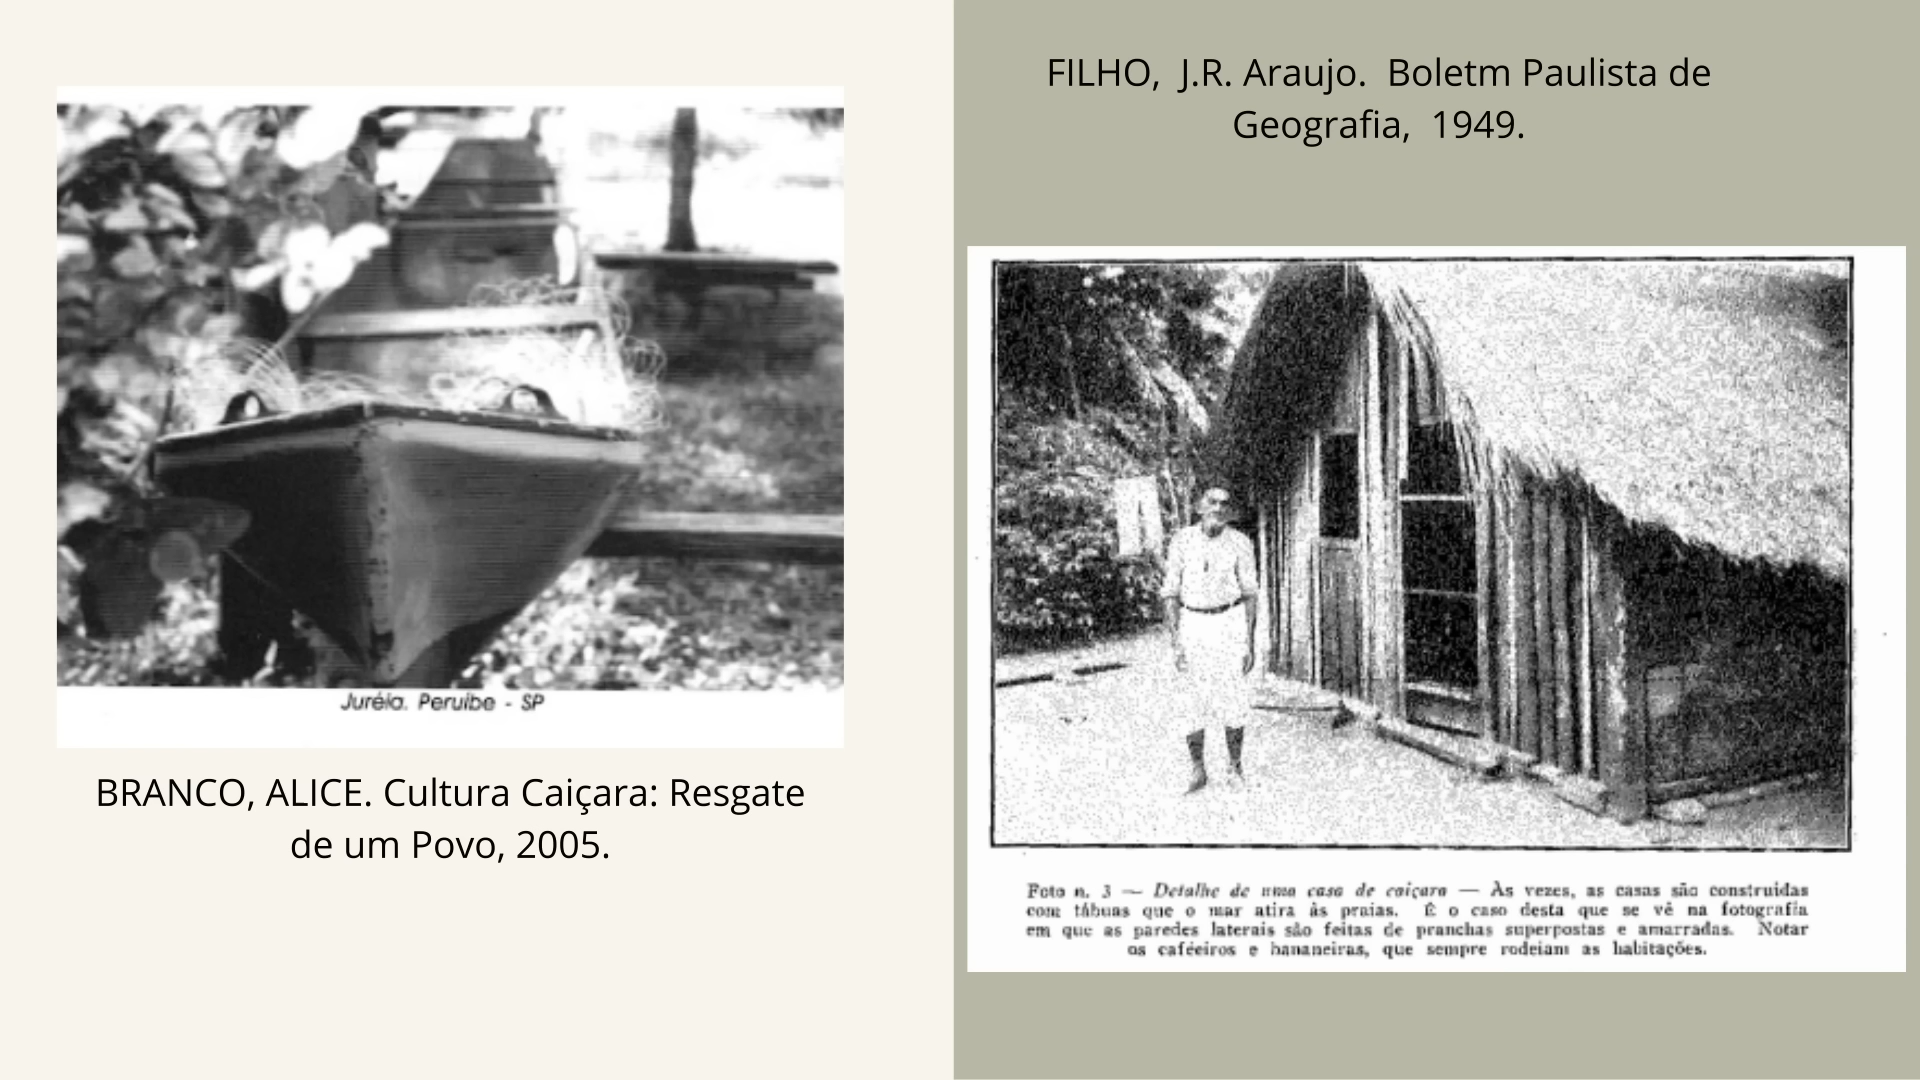 Juréia. Peruíbe - SP
BRANCO, ALICE. Cultura Caiçara: Resgate
de um Povo, 2005.
FILHO, J.R. Araujo. Boletm Paulista de
Geografia, 1949.
Foto n. 3 — Detalhe de uma casa de caiçara — Às vezes, as casas são construidas
com tábuas que o mar atira às praias. É o caso desta que se vê na fotografia
em que as paredes laterais são feitas de pranchas superpostas e amarradas. Notar
os cafeeiros e bananeiras, que sempre rodeiam as habitações.